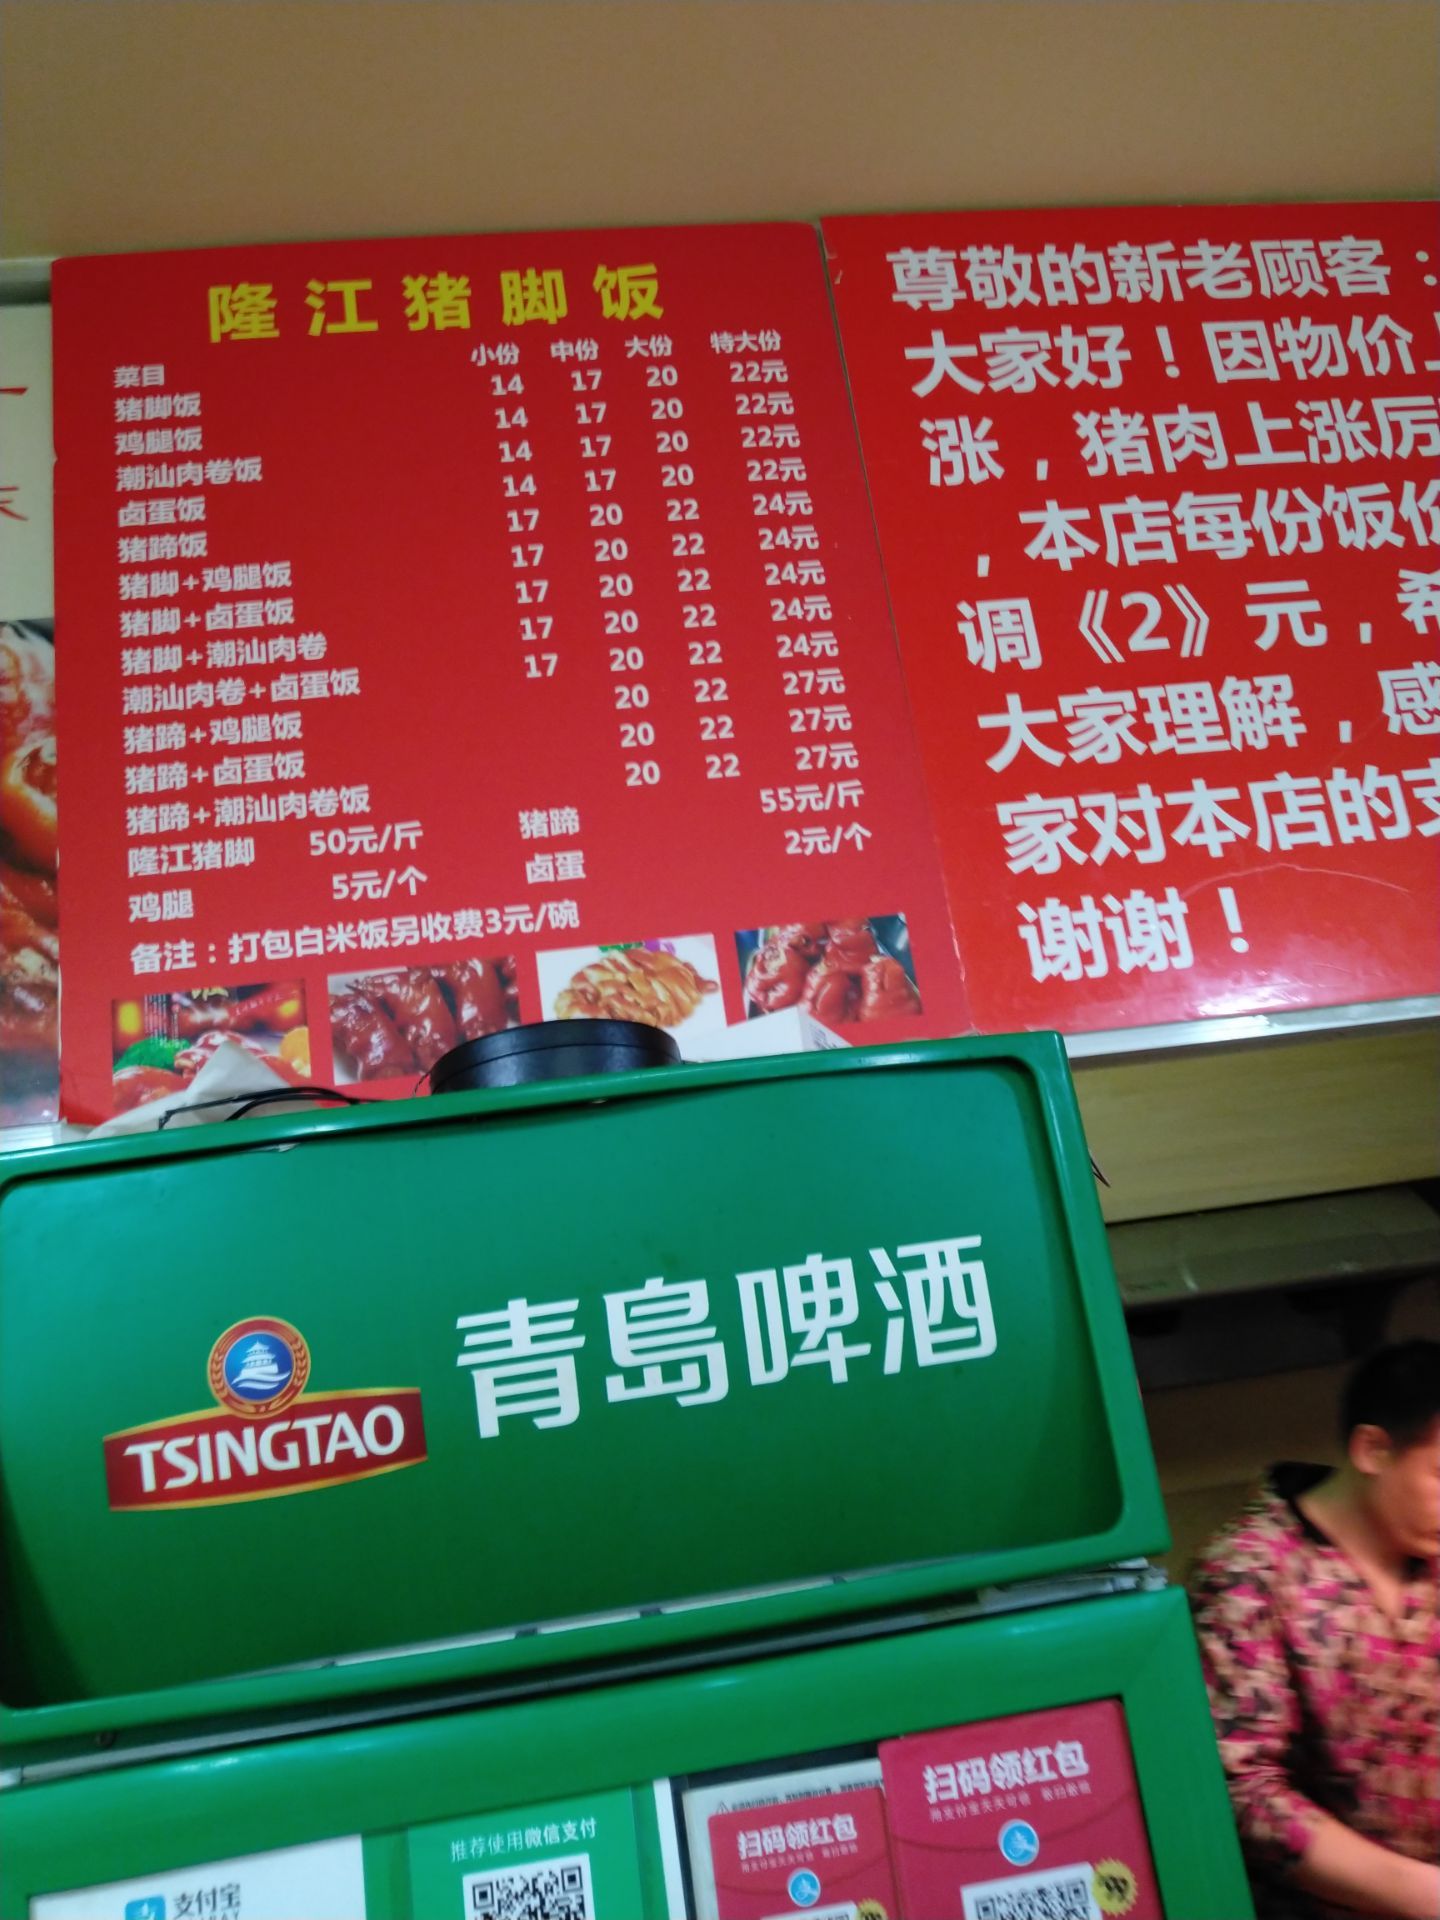 隆江猪脚饭
菜目 小份 中份 大份 特大份
猪脚饭 14 17 20 22元
鸡腿饭 14 17 20 22元
潮汕肉卷饭 14 17 20 22元
卤蛋饭 14 17 20 22元
猪蹄饭 17 20 22 24元
猪脚+鸡腿饭 17 20 22 24元
猪脚+卤蛋饭 17 20 22 24元
猪脚+潮汕肉卷 17 20 22 24元
潮汕肉卷+卤蛋饭 17 20 22 24元
猪蹄+鸡腿饭 20 22 27元
猪蹄+卤蛋饭 20 22 27元
猪蹄+潮汕肉卷饭 20 22 27元
隆江猪脚 50元/斤 猪蹄 55元/斤
鸡腿 5元/个 卤蛋 2元/个
备注：打包白米饭另收费3元/碗
尊敬的新老顾客：
大家好！因物价上
涨，猪肉上涨厉
，本店每份饭份
调《2》元，希
大家理解，感
家对本店的支
谢谢！
TSINGTAO 青島啤酒
支付宝
推荐使用微信支付
扫码领红包
扫码领红包